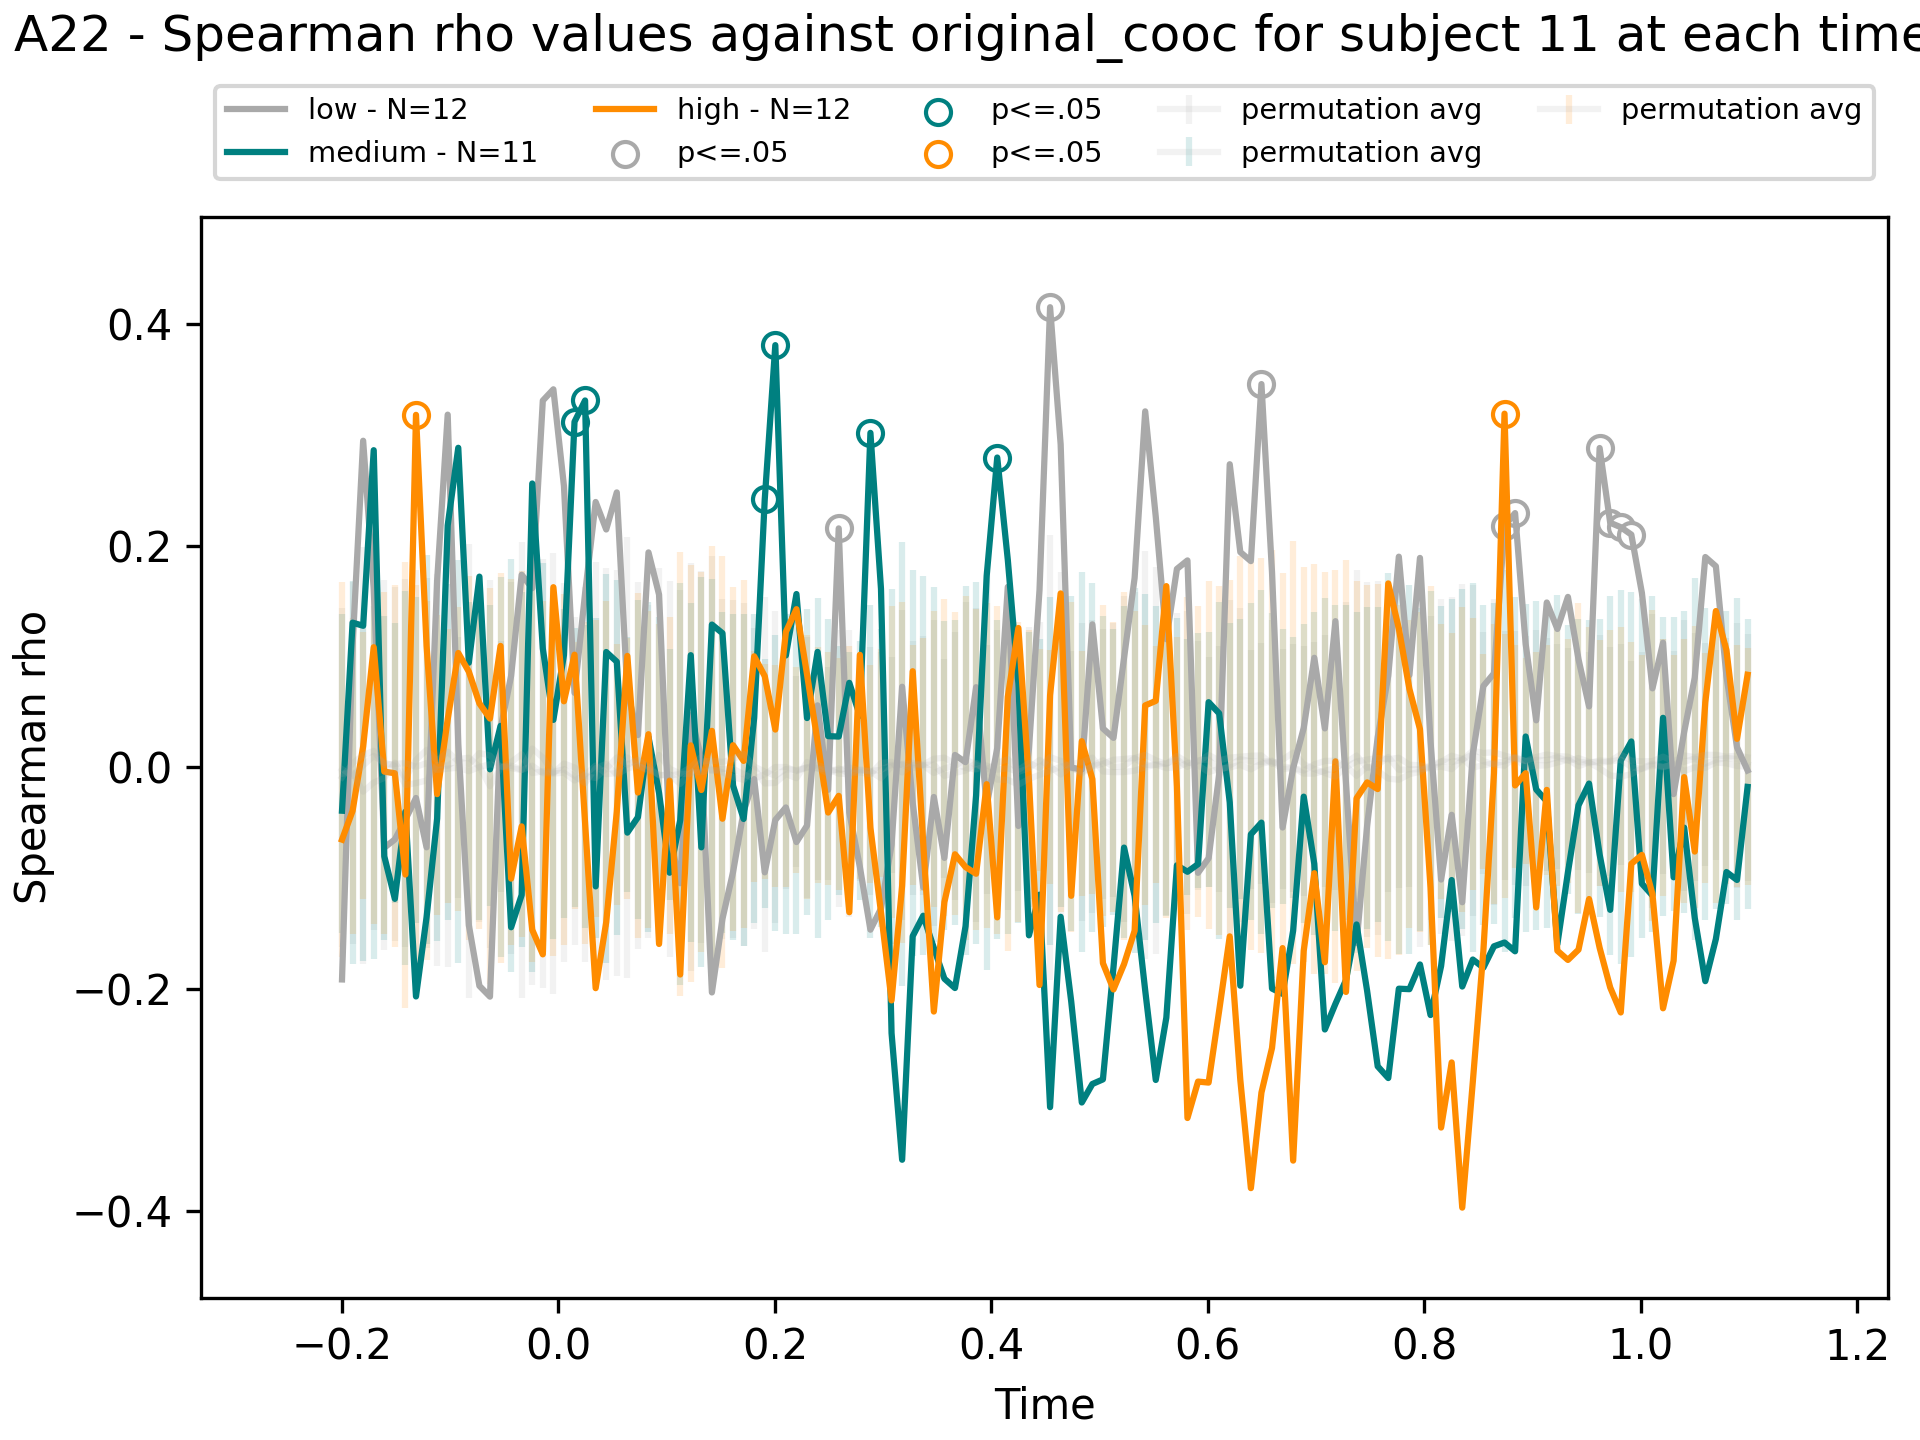 A22 - Spearman rho values against original_cooc for subject 11 at each time
low - N=12 high - N=12 p<=.05 permutation avg permutation avg
medium - N=11 p<=.05 p<=.05 permutation avg
Spearman rho
0.4
0.2
0.0
−0.2
−0.4
−0.2 0.0 0.2 0.4 0.6 0.8 1.0 1.2
Time